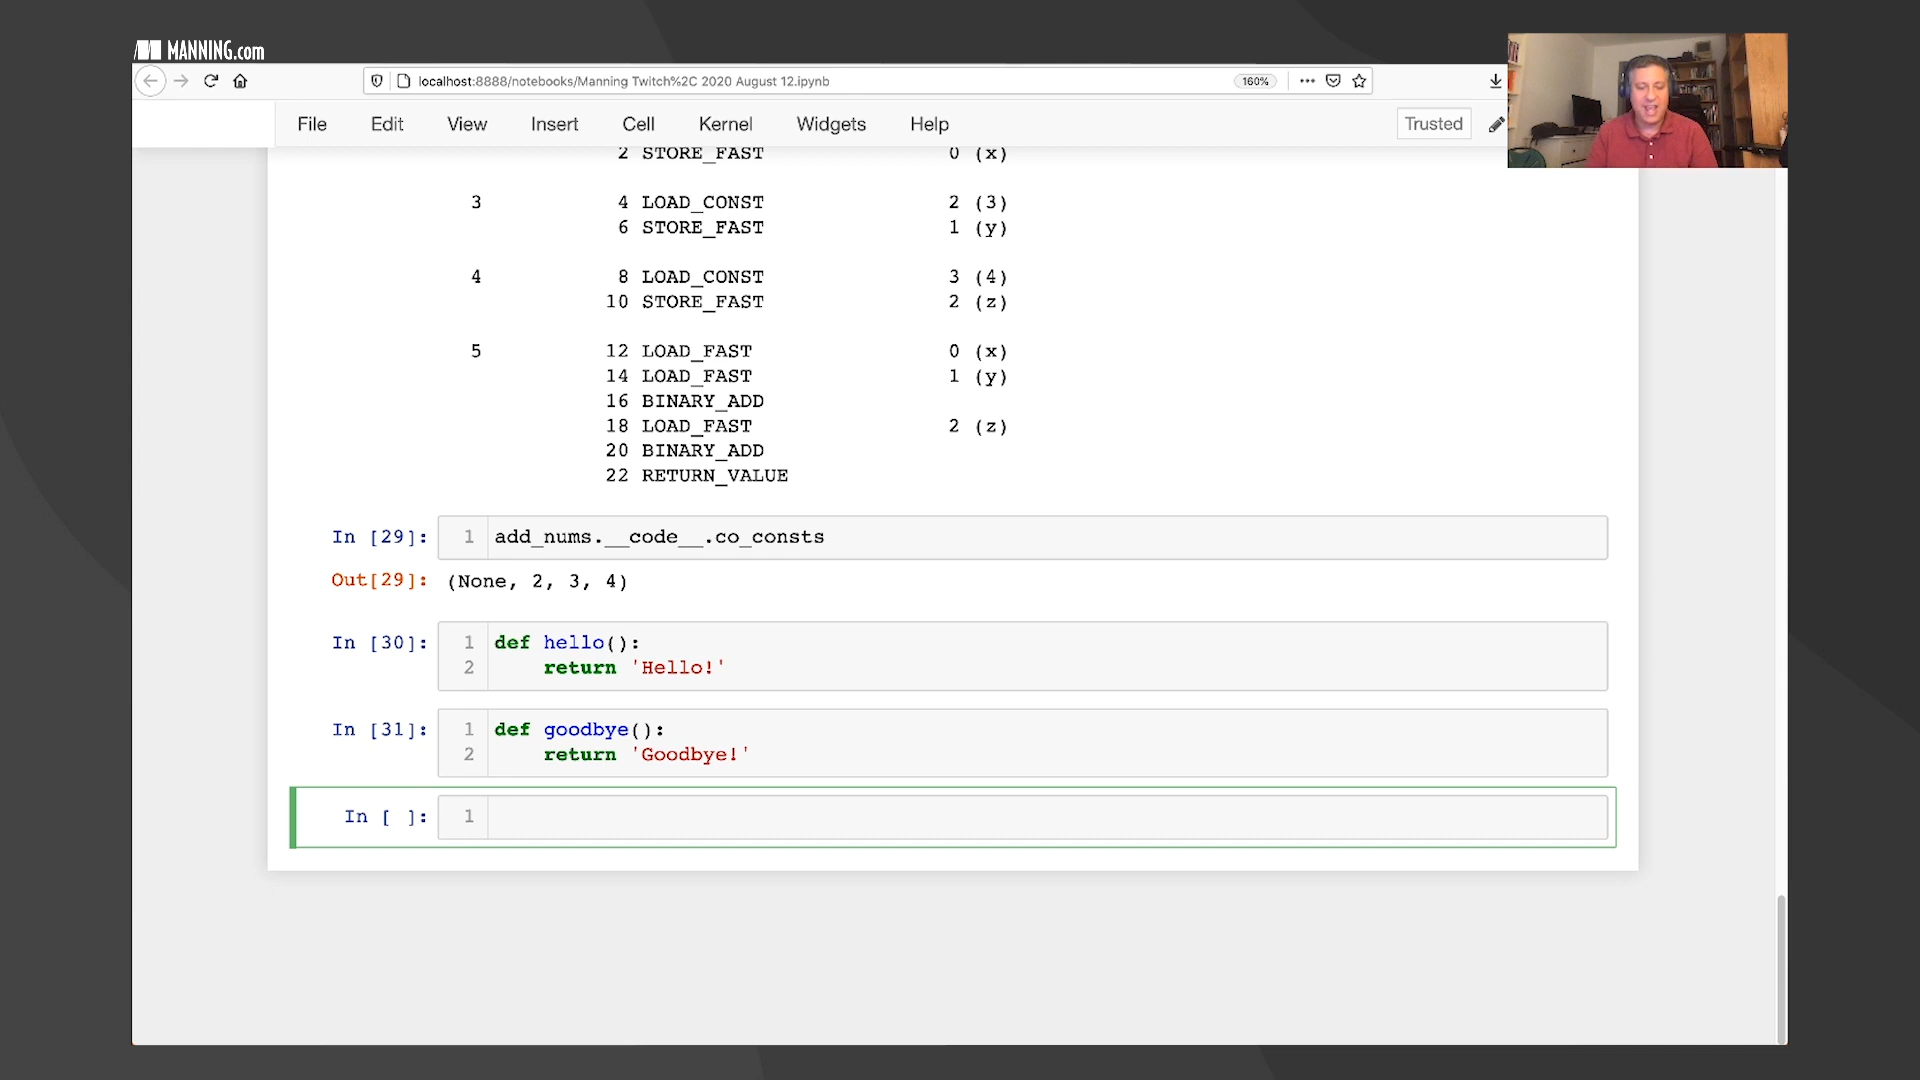 MANNING.com
localhost:8888/notebooks/Manning Twitch%2C 2020 August 12.ipynb 160%
File Edit View Insert Cell Kernel Widgets Help Trusted
2 STORE_FAST 0 (x)
3 4 LOAD_CONST 2 (3)
6 STORE_FAST 1 (y)
4 8 LOAD_CONST 3 (4)
10 STORE_FAST 2 (z)
5 12 LOAD_FAST 0 (x)
14 LOAD_FAST 1 (y)
16 BINARY_ADD
18 LOAD_FAST 2 (z)
20 BINARY_ADD
22 RETURN_VALUE
In [29]: 1 add_nums.__code__.co_consts
Out[29]: (None, 2, 3, 4)
In [30]: 1 def hello():
2 return 'Hello!'
In [31]: 1 def goodbye():
2 return 'Goodbye!'
In [ ]: 1